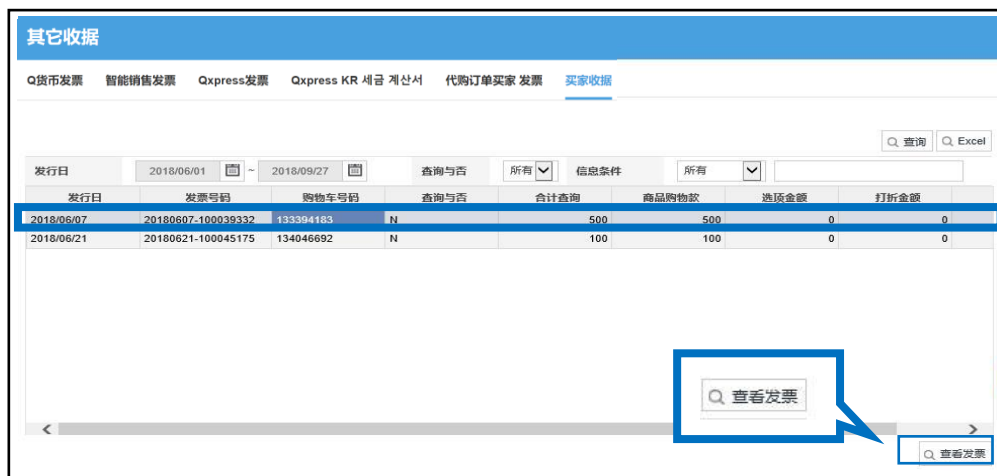 其它收据
Q货币发票 智能销售发票 Qxpress发票 Qxpress KR 세금 계산서 代购订单买家 发票 买家收据
查询 Excel
发行日 2018/06/01 ~ 2018/09/27 查询与否 所有 信息条件 所有
发行日 发票号码 购物车号码 查询与否 合计查询 商品购物款 选项金额 打折金额
2018/06/07 20180607-100039332 133394183 N 500 500 0 0
2018/06/21 20180621-100045175 134046692 N 100 100 0 0
查看发票
查看发票